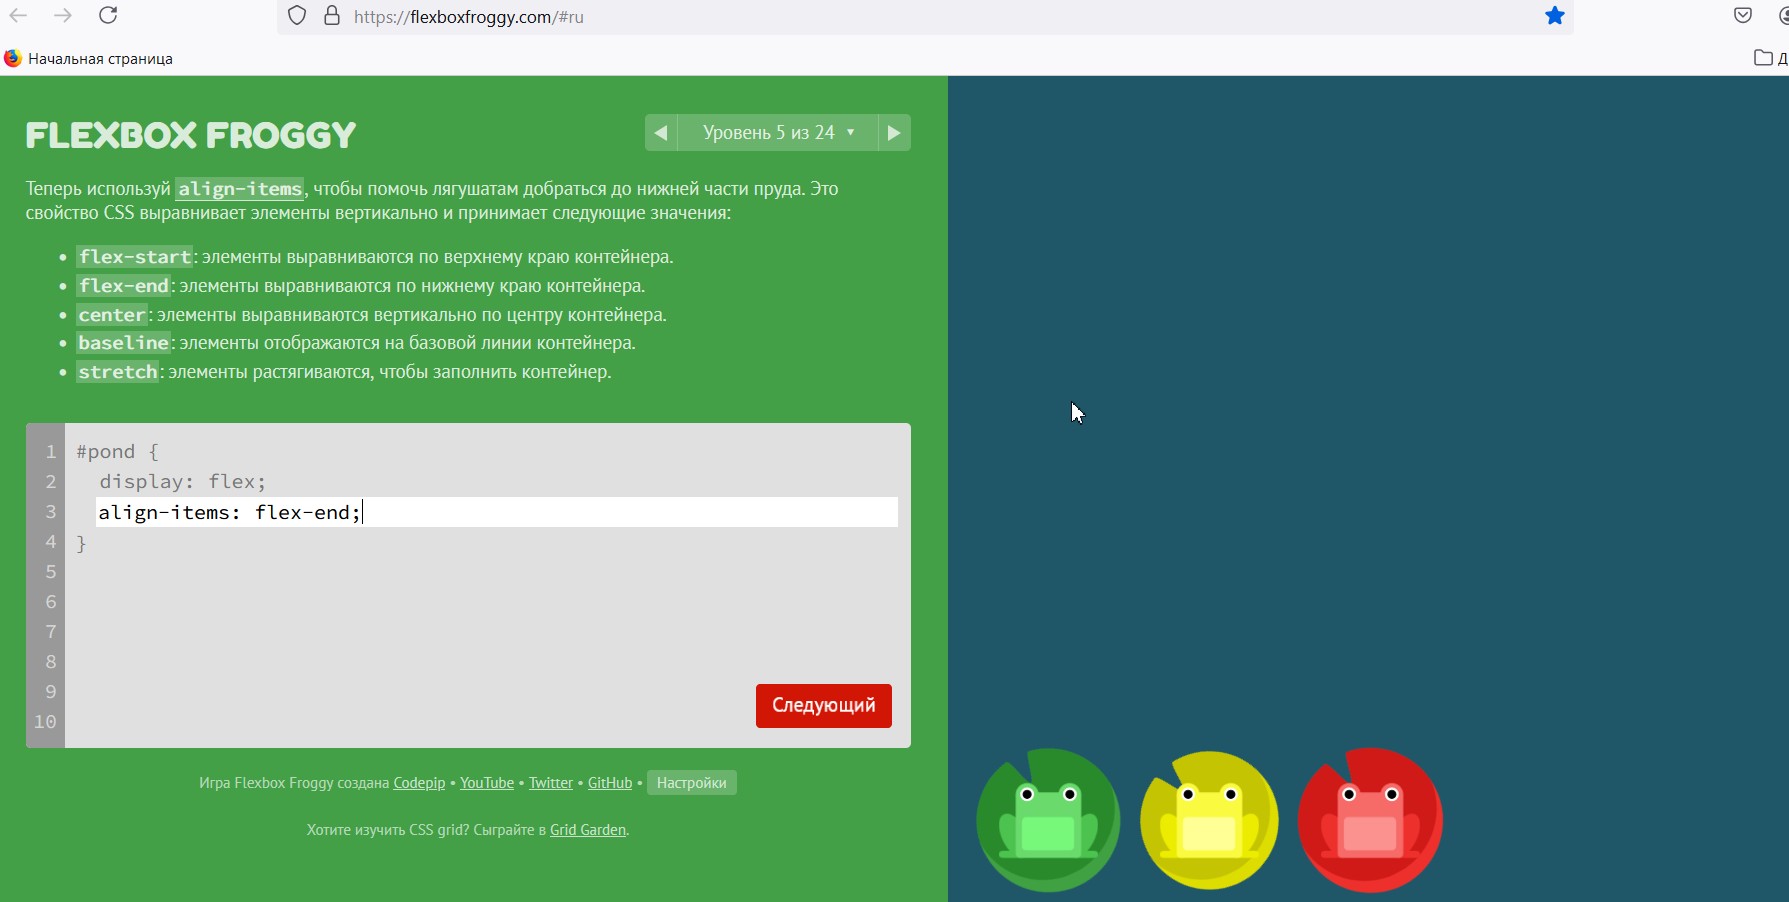 https://flexboxfroggy.com/#ru
Начальная страница
Д
FLEXBOX FROGGY
Уровень 5 из 24
Теперь используй align-items, чтобы помочь лягушатам добраться до нижней части пруда. Это
свойство CSS выравнивает элементы вертикально и принимает следующие значения:
• flex-start: элементы выравниваются по верхнему краю контейнера.
• flex-end: элементы выравниваются по нижнему краю контейнера.
• center: элементы выравниваются вертикально по центру контейнера.
• baseline: элементы отображаются на базовой линии контейнера.
• stretch: элементы растягиваются, чтобы заполнить контейнер.
1 #pond {
2 display: flex;
3 align-items: flex-end;
4 }
5
6
7
8
9
10
Следующий
Игра Flexbox Froggy создана Codepip • YouTube • Twitter • GitHub • Настройки
Хотите изучить CSS grid? Сыграйте в Grid Garden.